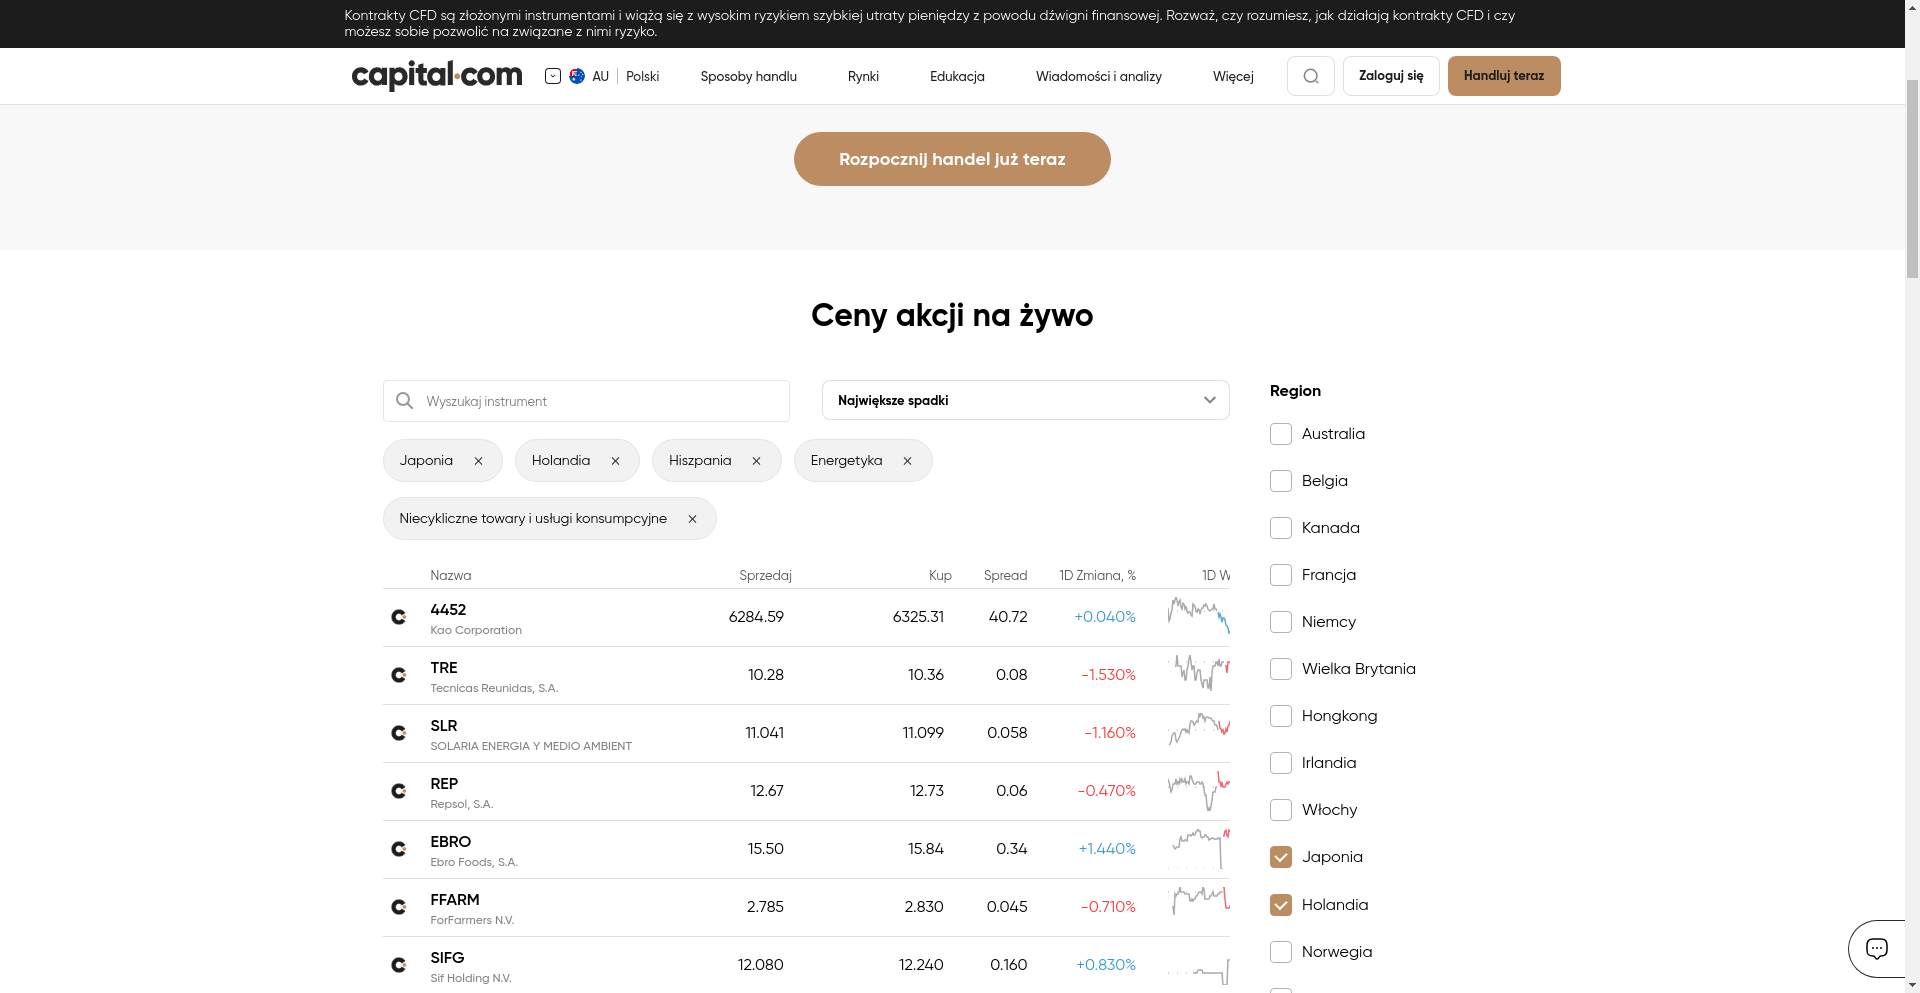 Kontrakty CFD są złożonymi instrumentami i wiążą się z wysokim ryzykiem szybkiej utraty pieniędzy z powodu dźwigni finansowej. Rozważ, czy rozumiesz, jak działają kontrakty CFD i czy
możesz sobie pozwolić na związane z nimi ryzyko.
capital.com AU Polski Sposoby handlu Rynki Edukacja Wiadomości i analizy Więcej Zaloguj się Handluj teraz
Rozpocznij handel już teraz
Ceny akcji na żywo
Wyszukaj instrument
Największe spadki
Japonia
Holandia
Hiszpania
Energetyka
Niecykliczne towary i usługi konsumpcyjne
Nazwa Sprzedaj Kup Spread 1D Zmiana, % 1D W
4452 6284.59 6325.31 40.72 +0.040%
Kao Corporation
TRE 10.28 10.36 0.08 -1.530%
Tecnicas Reunidas, S.A.
SLR 11.041 11.099 0.058 -1.160%
SOLARIA ENERGIA Y MEDIO AMBIENT
REP 12.67 12.73 0.06 -0.470%
Repsol, S.A.
EBRO 15.50 15.84 0.34 +1.440%
Ebro Foods, S.A.
FFARM 2.785 2.830 0.045 -0.710%
ForFarmers N.V.
SIFG 12.080 12.240 0.160 +0.830%
Sif Holding N.V.
Region
Australia
Belgia
Kanada
Francja
Niemcy
Wielka Brytania
Hongkong
Irlandia
Włochy
Japonia
Holandia
Norwegia